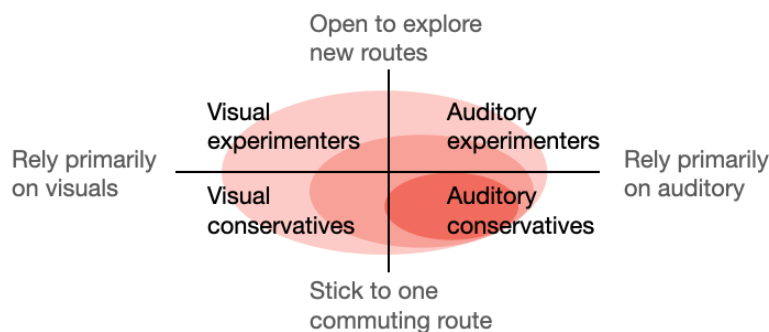 Open to explore
new routes
Visual
experimenters
Auditory
experimenters
Rely primarily
on visuals
Rely primarily
on auditory
Visual
conservatives
Auditory
conservatives
Stick to one
commuting route